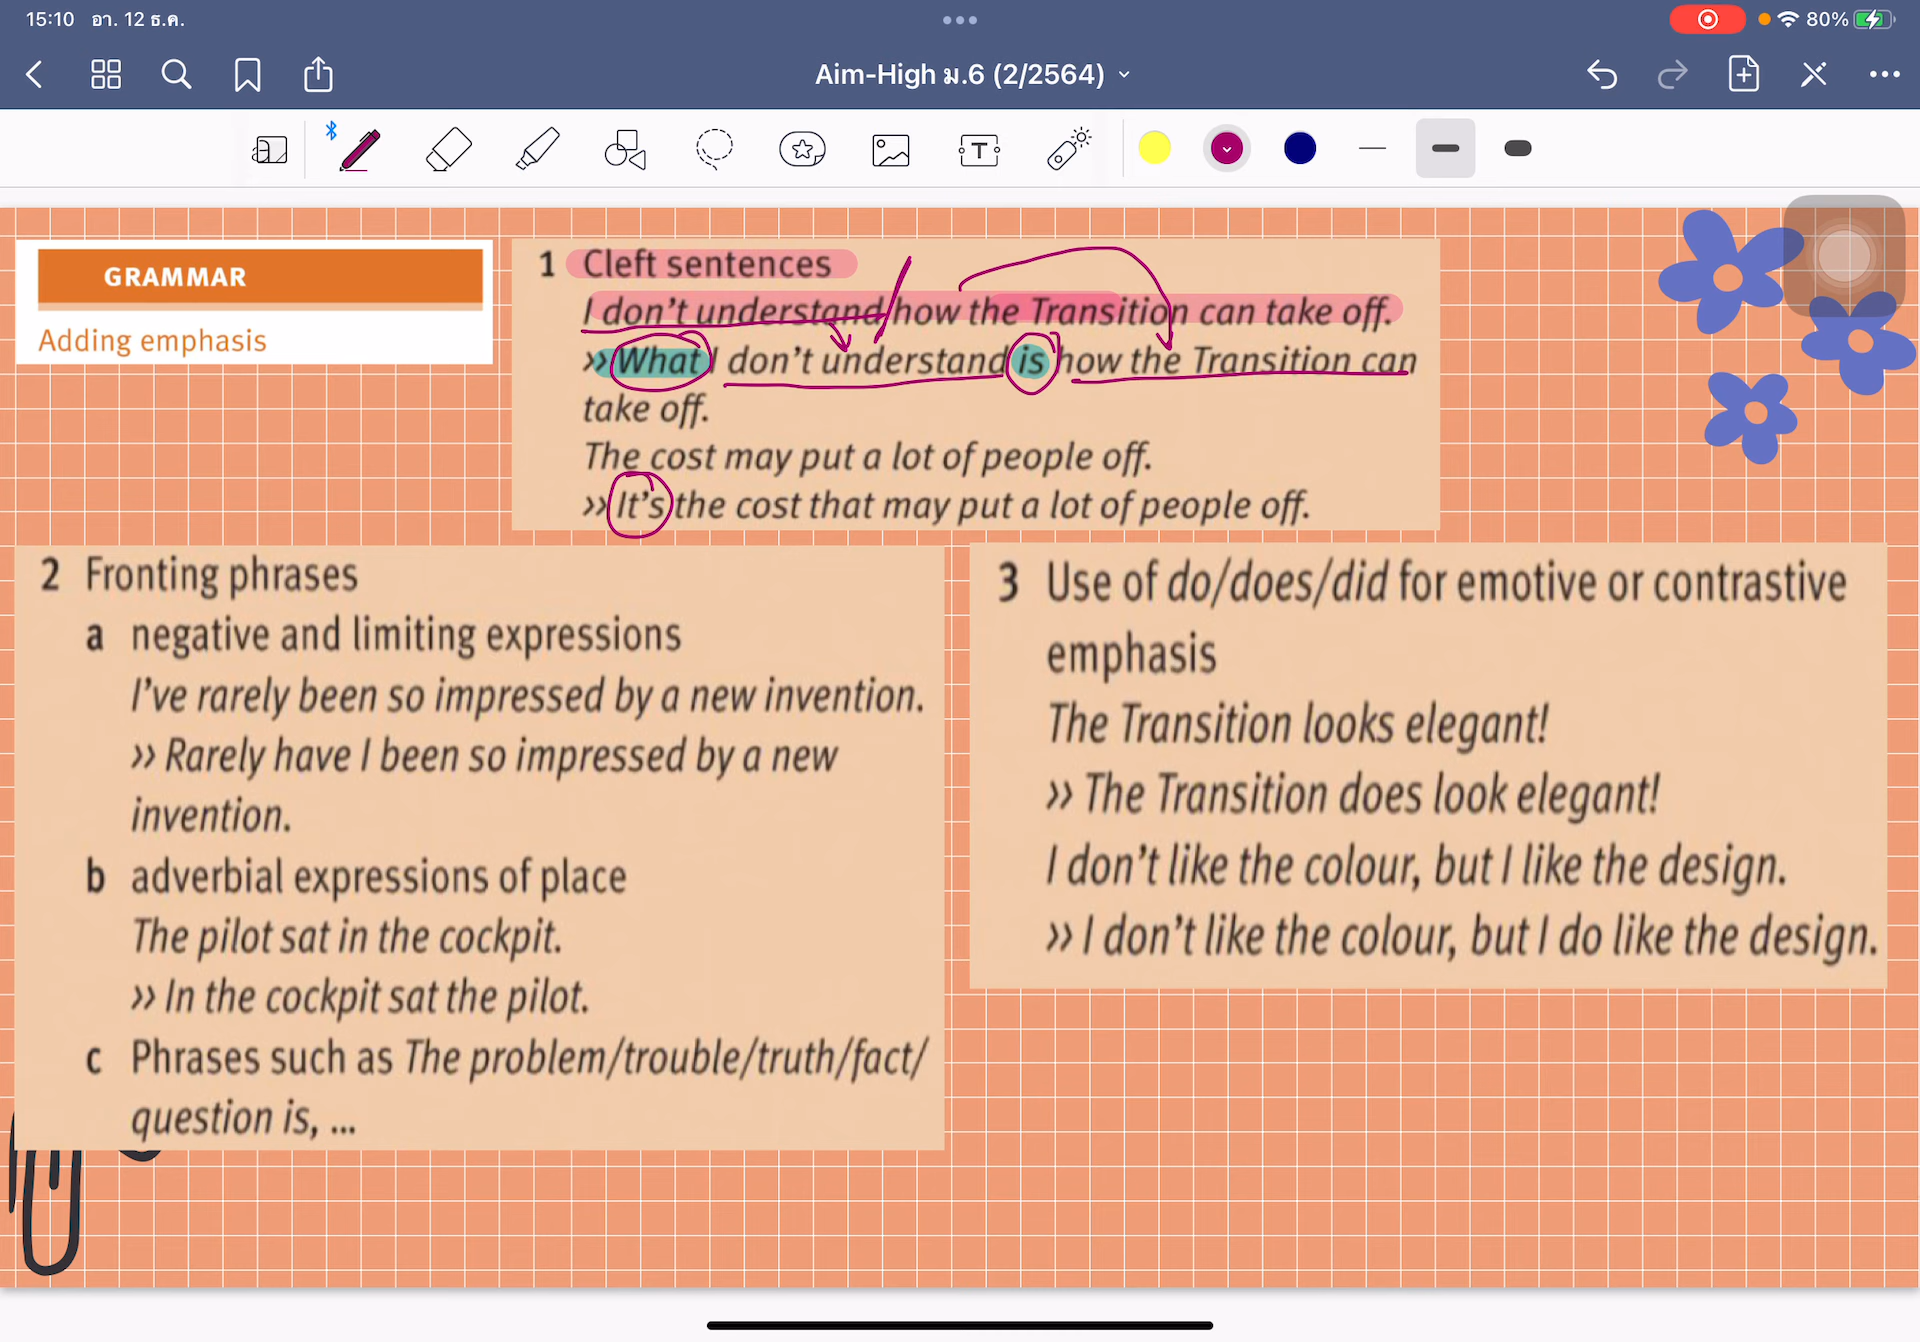 15:10 อา. 12 ธ.ค.
80%
Aim-High ม.6 (2/2564)
GRAMMAR
Adding emphasis
1 Cleft sentences
I don't understand how the Transition can take off.
›› What I don't understand is how the Transition can
take off.
The cost may put a lot of people off.
›› It's the cost that may put a lot of people off.
2 Fronting phrases
a negative and limiting expressions
I've rarely been so impressed by a new invention.
›› Rarely have I been so impressed by a new
invention.
b adverbial expressions of place
The pilot sat in the cockpit.
›› In the cockpit sat the pilot.
c Phrases such as The problem/trouble/truth/fact/
question is, ...
3 Use of do/does/did for emotive or contrastive
emphasis
The Transition looks elegant!
›› The Transition does look elegant!
I don't like the colour, but I like the design.
›› I don't like the colour, but I do like the design.